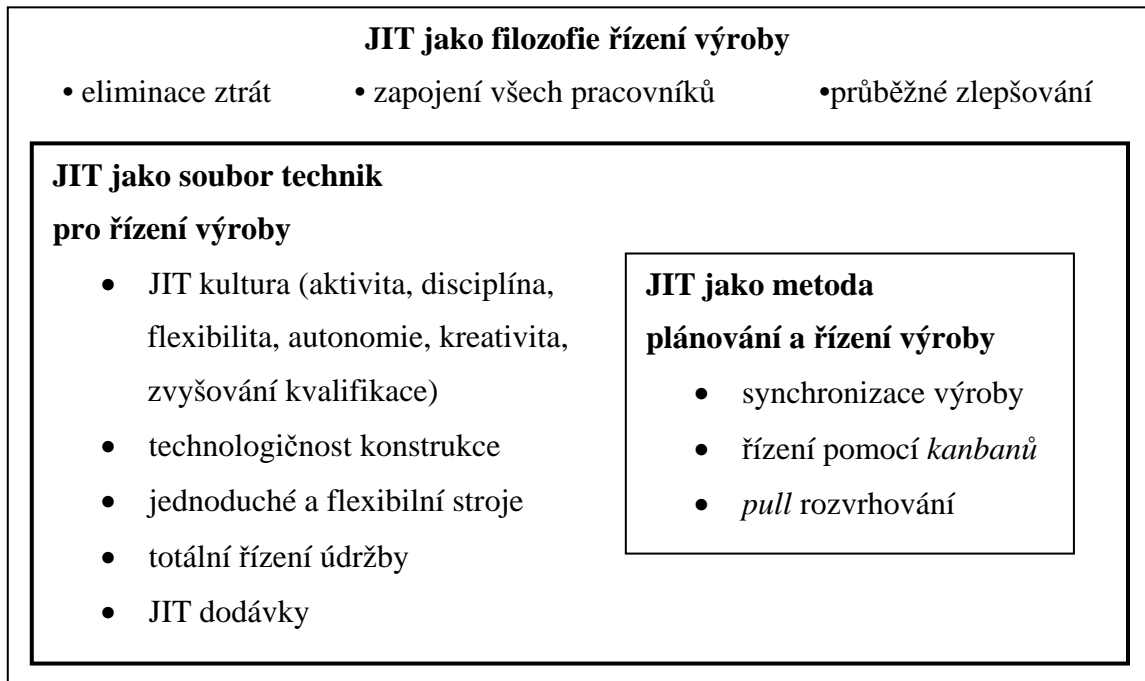 JIT jako filozofie řízení výroby
• eliminace ztrát • zapojení všech pracovníků •průběžné zlepšování
JIT jako soubor technik
pro řízení výroby
• JIT kultura (aktivita, disciplína,
flexibilita, autonomie, kreativita,
zvyšování kvalifikace)
• technologičnost konstrukce
• jednoduché a flexibilní stroje
• totální řízení údržby
• JIT dodávky
JIT jako metoda
plánování a řízení výroby
• synchronizace výroby
• řízení pomocí kanbanů
• pull rozvrhování